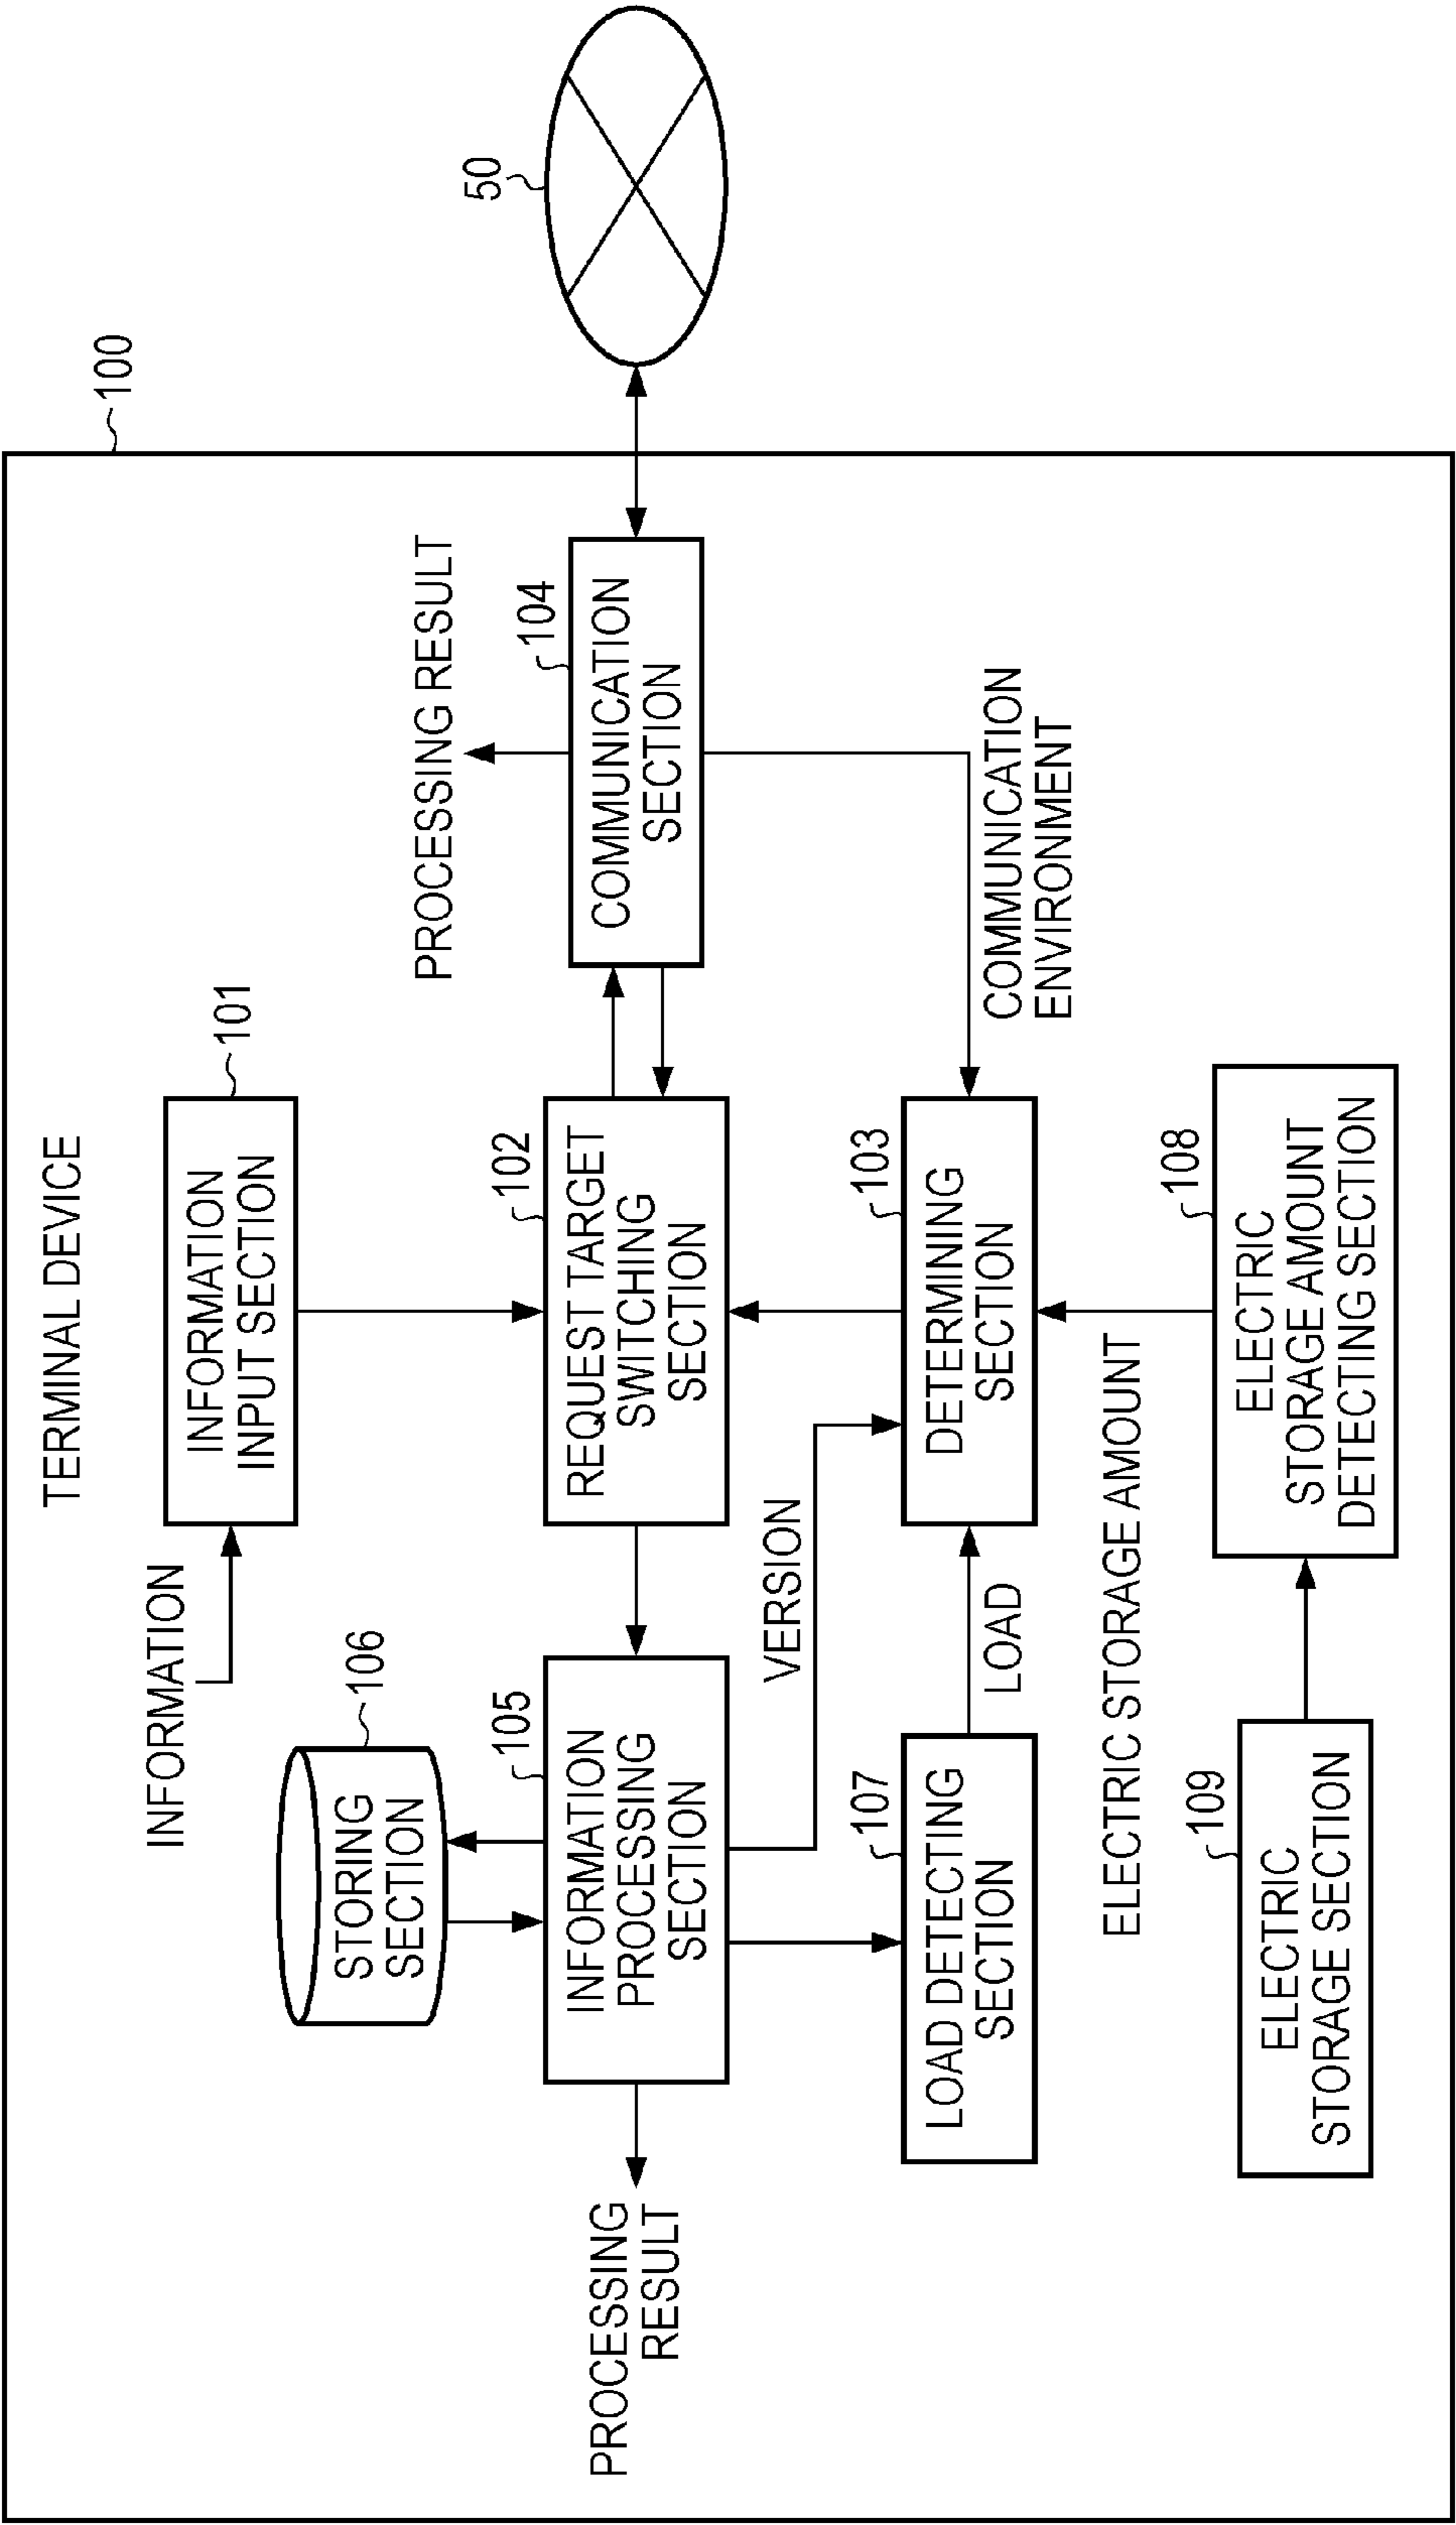 TERMINAL DEVICE
100
INFORMATION
INFORMATION
INPUT SECTION
101
STORING
SECTION
106
PROCESSING RESULT
50
PROCESSING
RESULT
INFORMATION
PROCESSING
SECTION
105
REQUEST TARGET
SWITCHING
SECTION
102
COMMUNICATION
SECTION
104
VERSION
LOAD DETECTING
SECTION
107
LOAD
DETERMINING
SECTION
103
COMMUNICATION
ENVIRONMENT
ELECTRIC STORAGE AMOUNT
ELECTRIC
STORAGE SECTION
109
ELECTRIC
STORAGE AMOUNT
DETECTING SECTION
108